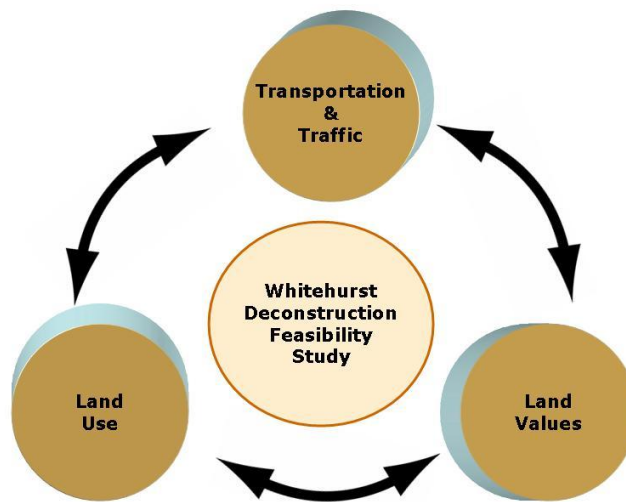 Transportation
&
Traffic
Whitehurst
Deconstruction
Feasibility
Study
Land
Use
Land
Values